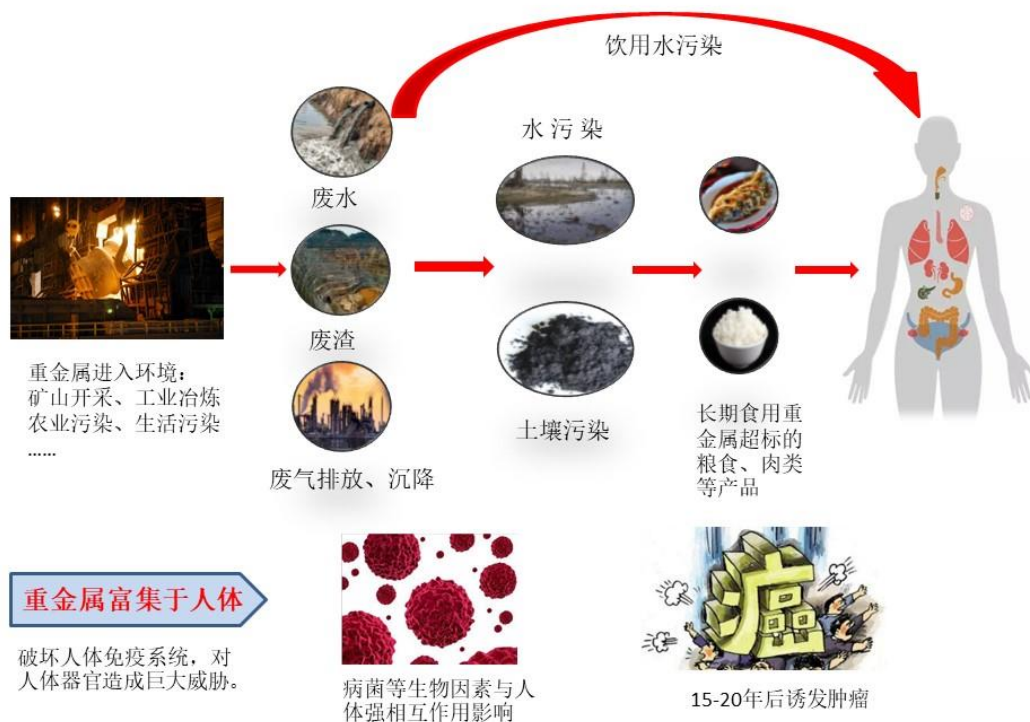 饮用水污染
废水
水 污 染
重金属进入环境：
矿山开采、工业冶炼
农业污染、生活污染
……
废渣
废气排放、沉降
土壤污染
长期食用重
金属超标的
粮食、肉类
等产品
重金属富集于人体
破坏人体免疫系统，对
人体器官造成巨大威胁。
病菌等生物因素与人
体强相互作用影响
癌
15-20年后诱发肿瘤